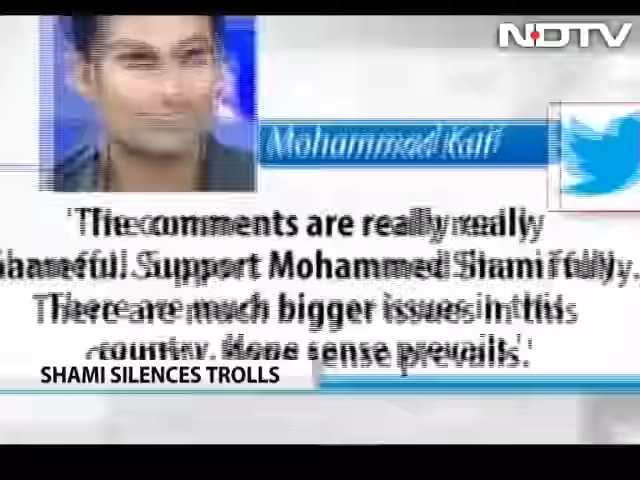 NDTV
Mohammad Kaif
'The comments are really really
Shameful. Support Mohammed Shami fully.
There are much bigger issues in this
country. Hope sense prevails'
SHAMI SILENCES TROLLS